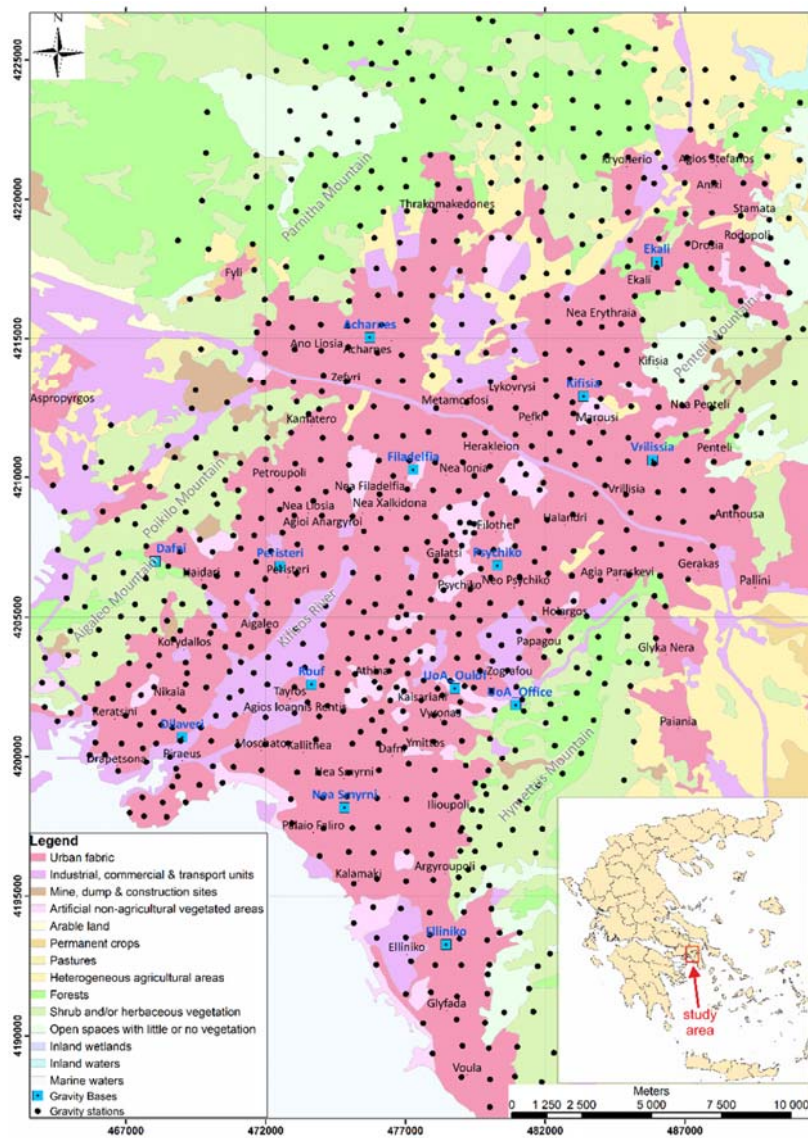 4225000
Kryonerio
Agios Stefanos
Anixi
4220000
Parnitha Mountain
Thrakomakedones
Stamata
Rodopoli
Drosia
Ekali
Fyli
Ekali
Nea Erythraia
4215000
Acharnes
Ano Liosia
Acharnes
Penteli Mountain
Kifisia
Zefyri
Lykovrysi
Kifisia
Aspropyrgos
Metamorfosi
Nea Penteli
Kamatero
Pefki
Marousi
Herakleion
Vrilissia
Penteli
4210000
Filadelfia
Petroupoli
Nea Ionia
Nea Filadelfia
Vrillisia
Poikilo Mountain
Nea Liosia
Nea Xalkidona
Anthousa
Agioi Anargyroi
Filothei
Halandri
Dafni
Peristeri
Galatsi
Psychiko
Haidari
Peristeri
Gerakas
Aigaleo Mountain
Psychiko
Neo Psychiko
Agia Paraskevi
Pallini
4205000
Kifisos River
Holargos
Aigaleo
Papagou
Korydallos
Glyka Nera
Rouf
Athina
UoA_Ouldf
Zografou
Nikaia
Tayros
Kaisariani
UoA_Office
Keratsini
Agios Ioannis Rentis
Vyronas
Paiania
Dilaveri
4200000
Drapetsona
Piraeus
Moschato
Kallithea
Dafni
Ymittos
Hymettus Mountain
Nea Smyrni
Nea Smyrni
Ilioupoli
Palaio Faliro
Argyroupoli
Kalamaki
4195000
Elliniko
Elliniko
Glyfada
4190000
Voula
Legend
Urban fabric
Industrial, commercial & transport units
Mine, dump & construction sites
Artificial non-agricultural vegetated areas
Arable land
Permanent crops
Pastures
Heterogeneous agricultural areas
Forests
Shrub and/or herbaceous vegetation
Open spaces with little or no vegetation
Inland wetlands
Inland waters
Marine waters
Gravity Bases
Gravity stations
study
area
Meters
0 1 250 2 500 5 000 7 500 10 000
467000 472000 477000 482000 487000